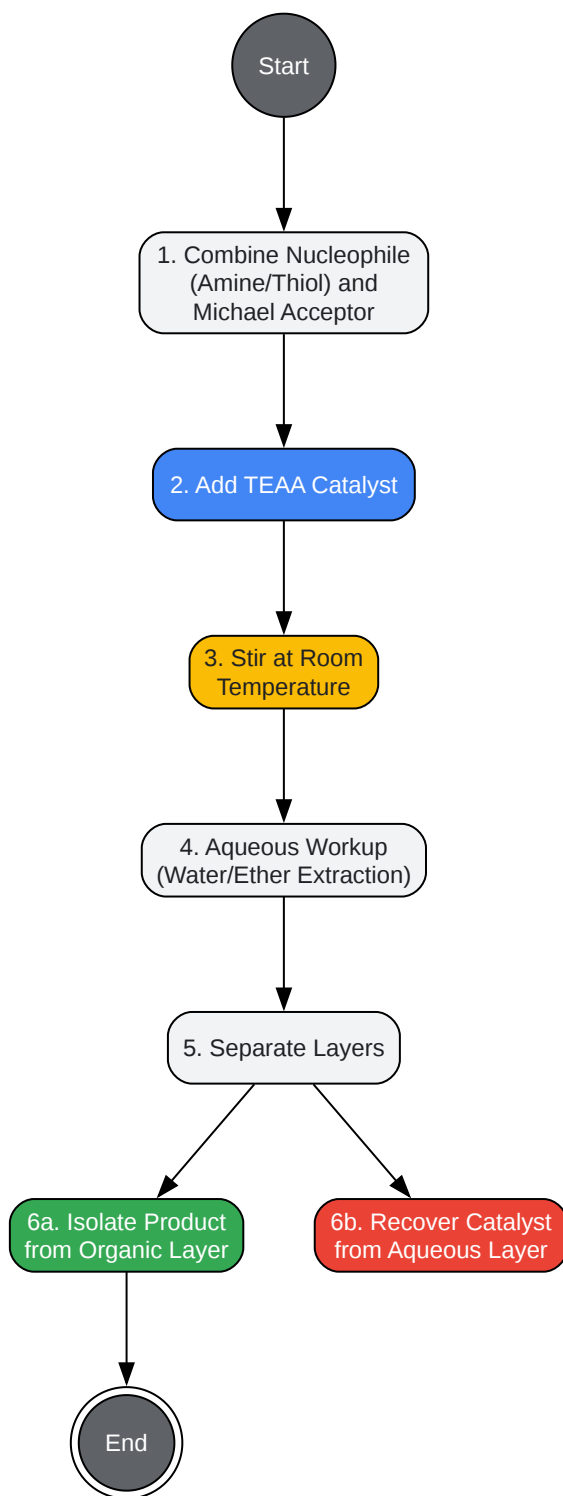 Start
1. Combine Nucleophile
(Amine/Thiol) and
Michael Acceptor
2. Add TEAA Catalyst
3. Stir at Room
Temperature
4. Aqueous Workup
(Water/Ether Extraction)
5. Separate Layers
6a. Isolate Product
from Organic Layer
6b. Recover Catalyst
from Aqueous Layer
End